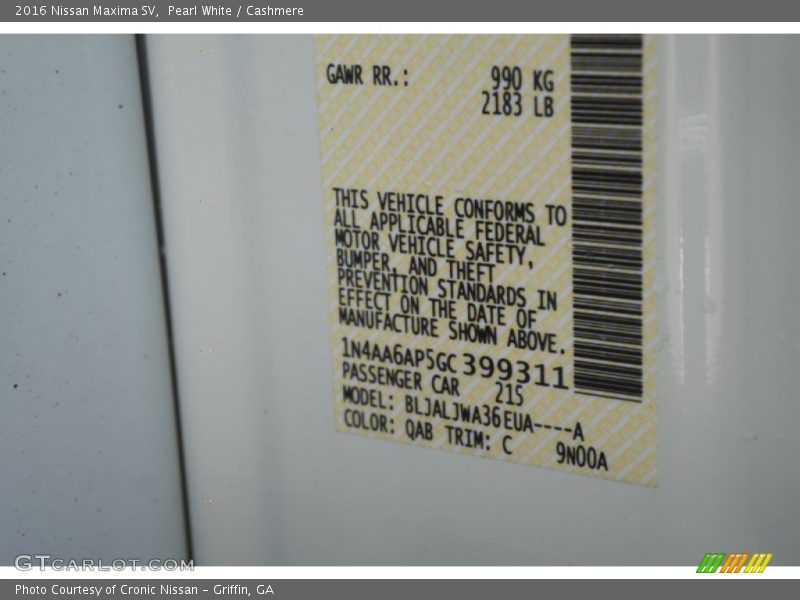 2016 Nissan Maxima SV,  Pearl White / Cashmere
GAWR RR.:  990 KG
2183 LB
THIS VEHICLE CONFORMS TO
ALL APPLICABLE FEDERAL
MOTOR VEHICLE SAFETY,
BUMPER, AND THEFT
PREVENTION STANDARDS IN
EFFECT ON THE DATE OF
MANUFACTURE SHOWN ABOVE.
1N4AA6AP5GC399311
PASSENGER CAR  215
MODEL: BLJALJWA36EUA----A
COLOR: QAB TRIM: C  9N00A
GTCARLOT.COM
Photo Courtesy of Cronic Nissan – Griffin, GA